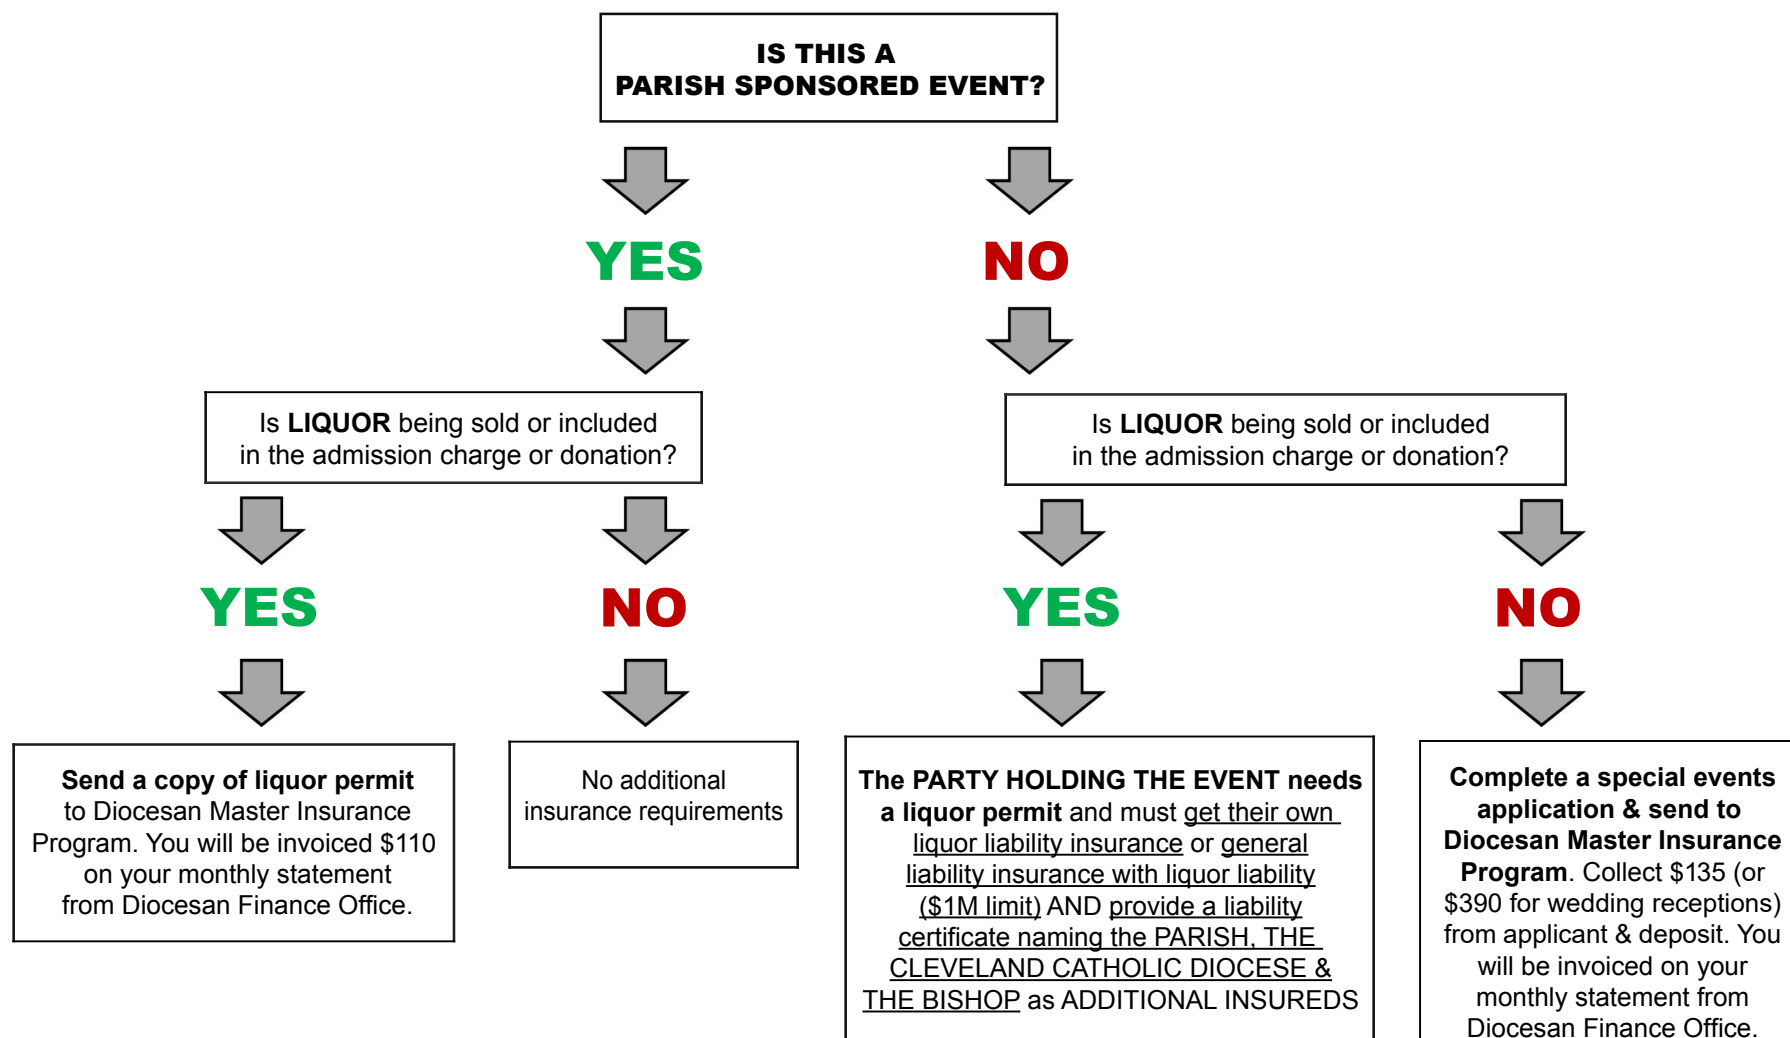 IS THIS A
PARISH SPONSORED EVENT?
YES
NO
Is LIQUOR being sold or included
in the admission charge or donation?
Is LIQUOR being sold or included
in the admission charge or donation?
YES
NO
YES
NO
Send a copy of liquor permit
to Diocesan Master Insurance
Program. You will be invoiced $110
on your monthly statement
from Diocesan Finance Office.
No additional
insurance requirements
The PARTY HOLDING THE EVENT needs
a liquor permit and must get their own
liquor liability insurance or general
liability insurance with liquor liability
($1M limit) AND provide a liability
certificate naming the PARISH, THE
CLEVELAND CATHOLIC DIOCESE &
THE BISHOP as ADDITIONAL INSUREDS
Complete a special events
application & send to
Diocesan Master Insurance
Program. Collect $135 (or
$390 for wedding receptions)
from applicant & deposit. You
will be invoiced on your
monthly statement from
Diocesan Finance Office.